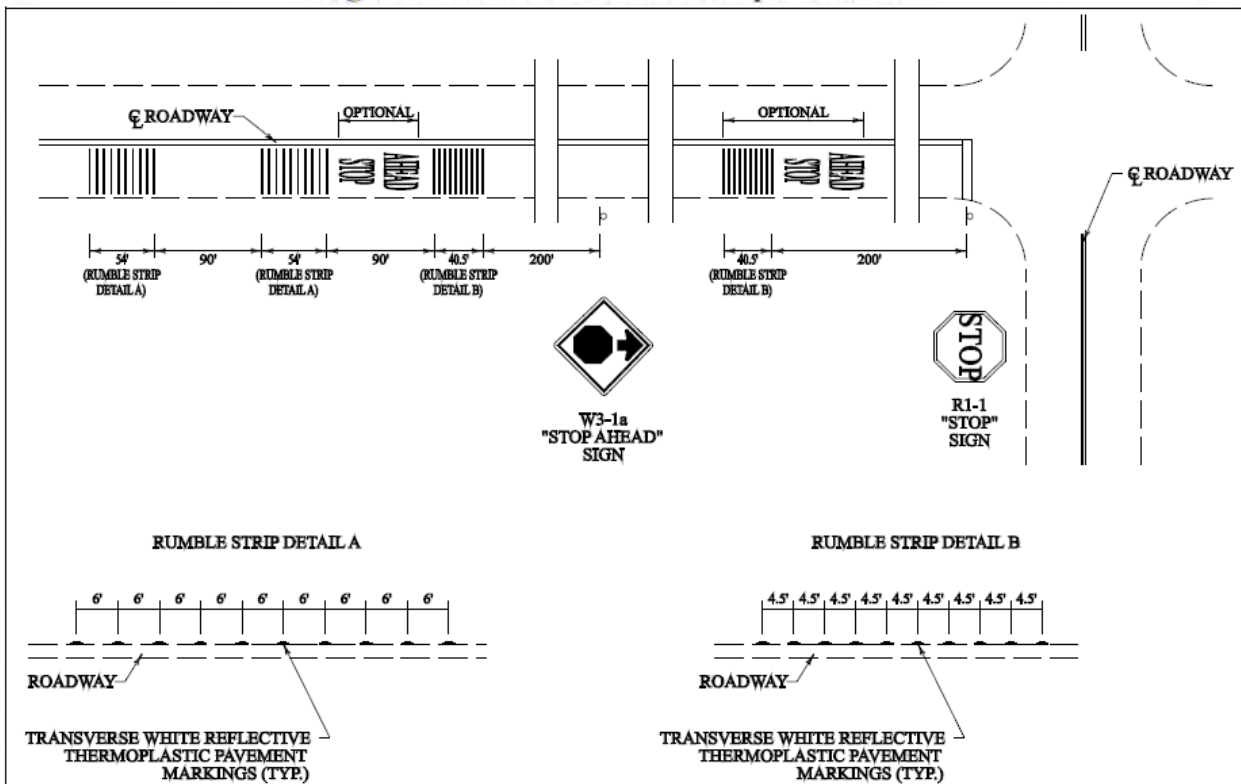 OPTIONAL
OPTIONAL
℄ ROADWAY
STOP
AHEAD
STOP
AHEAD
℄ ROADWAY
54'
(RUMBLE STRIP
DETAIL A)
90'
54'
(RUMBLE STRIP
DETAIL A)
90'
40.5'
(RUMBLE STRIP
DETAIL B)
200'
40.5'
(RUMBLE STRIP
DETAIL B)
200'
W3-1a
"STOP AHEAD"
SIGN
STOP
R1-1
"STOP"
SIGN
RUMBLE STRIP DETAIL A
6' 6' 6' 6' 6' 6' 6' 6' 6'
ROADWAY
TRANSVERSE WHITE REFLECTIVE
THERMOPLASTIC PAVEMENT
MARKINGS (TYP.)
RUMBLE STRIP DETAIL B
4.5' 4.5' 4.5' 4.5' 4.5' 4.5' 4.5' 4.5' 4.5'
ROADWAY
TRANSVERSE WHITE REFLECTIVE
THERMOPLASTIC PAVEMENT
MARKINGS (TYP.)